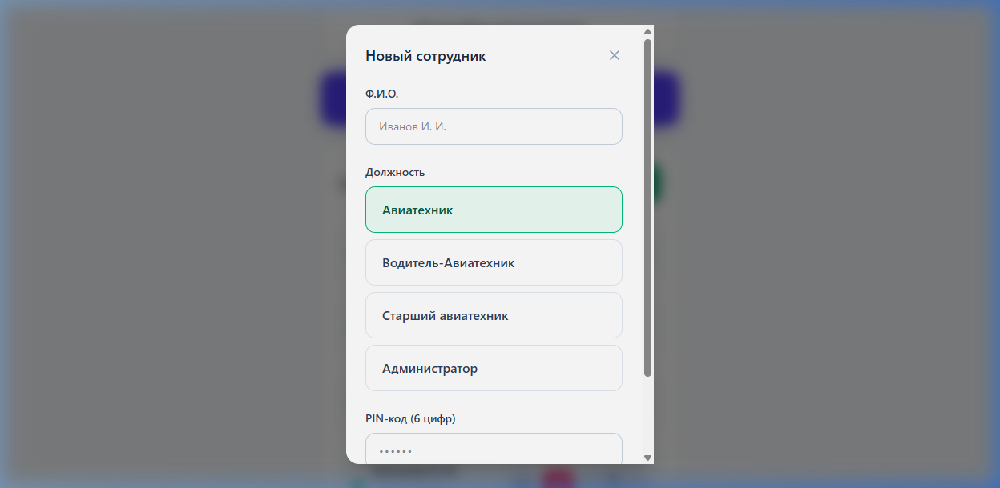 Новый сотрудник
Ф.И.О.
Иванов И. И.
Должность
Авиатехник
Водитель-Авиатехник
Старший авиатехник
Администратор
PIN-код (6 цифр)
••••••